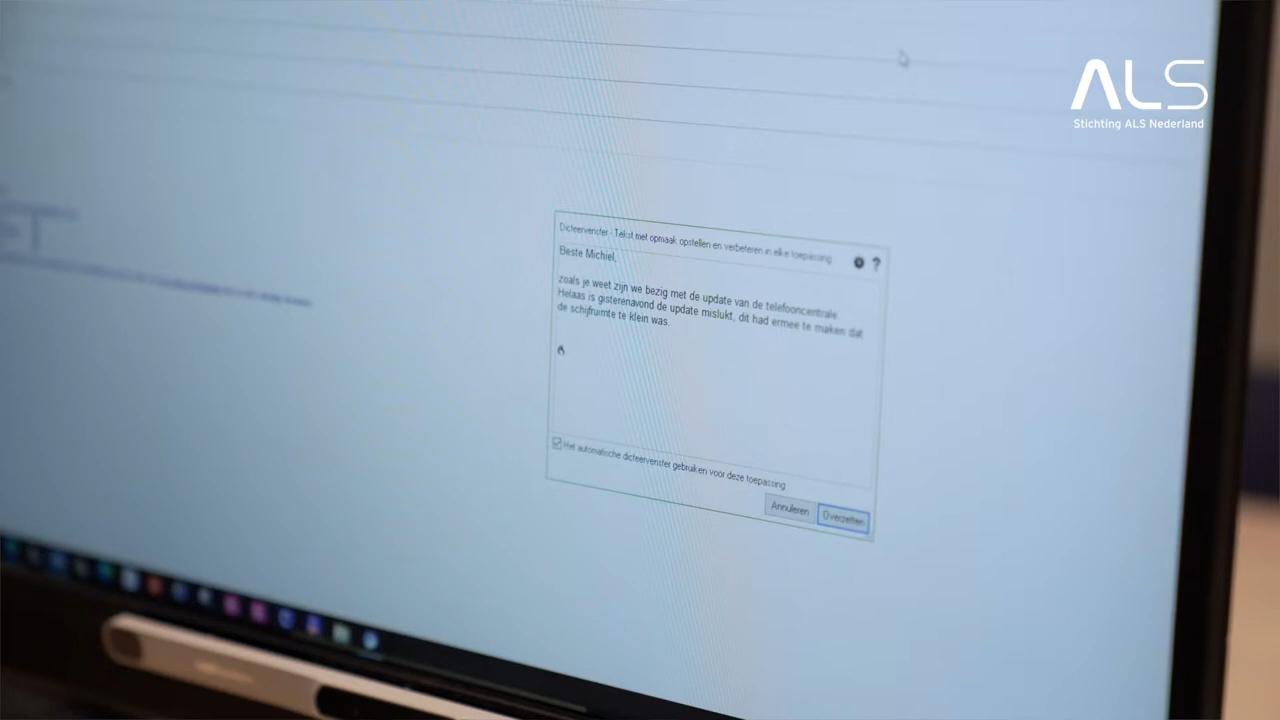 ALS
Stichting ALS Nederland
Dicteervenster - Tekst met opmaak opstellen en verbeteren in elke toepassing
?
Beste Michiel,
zoals je weet zijn we bezig met de update van de telefooncentrale
Helaas is gisterenavond de update mislukt, dit had ermee te maken dat
de schijfruimte te klein was.
Het automatische dicteervenster gebruiken voor deze toepassing
Annuleren
Overzetten